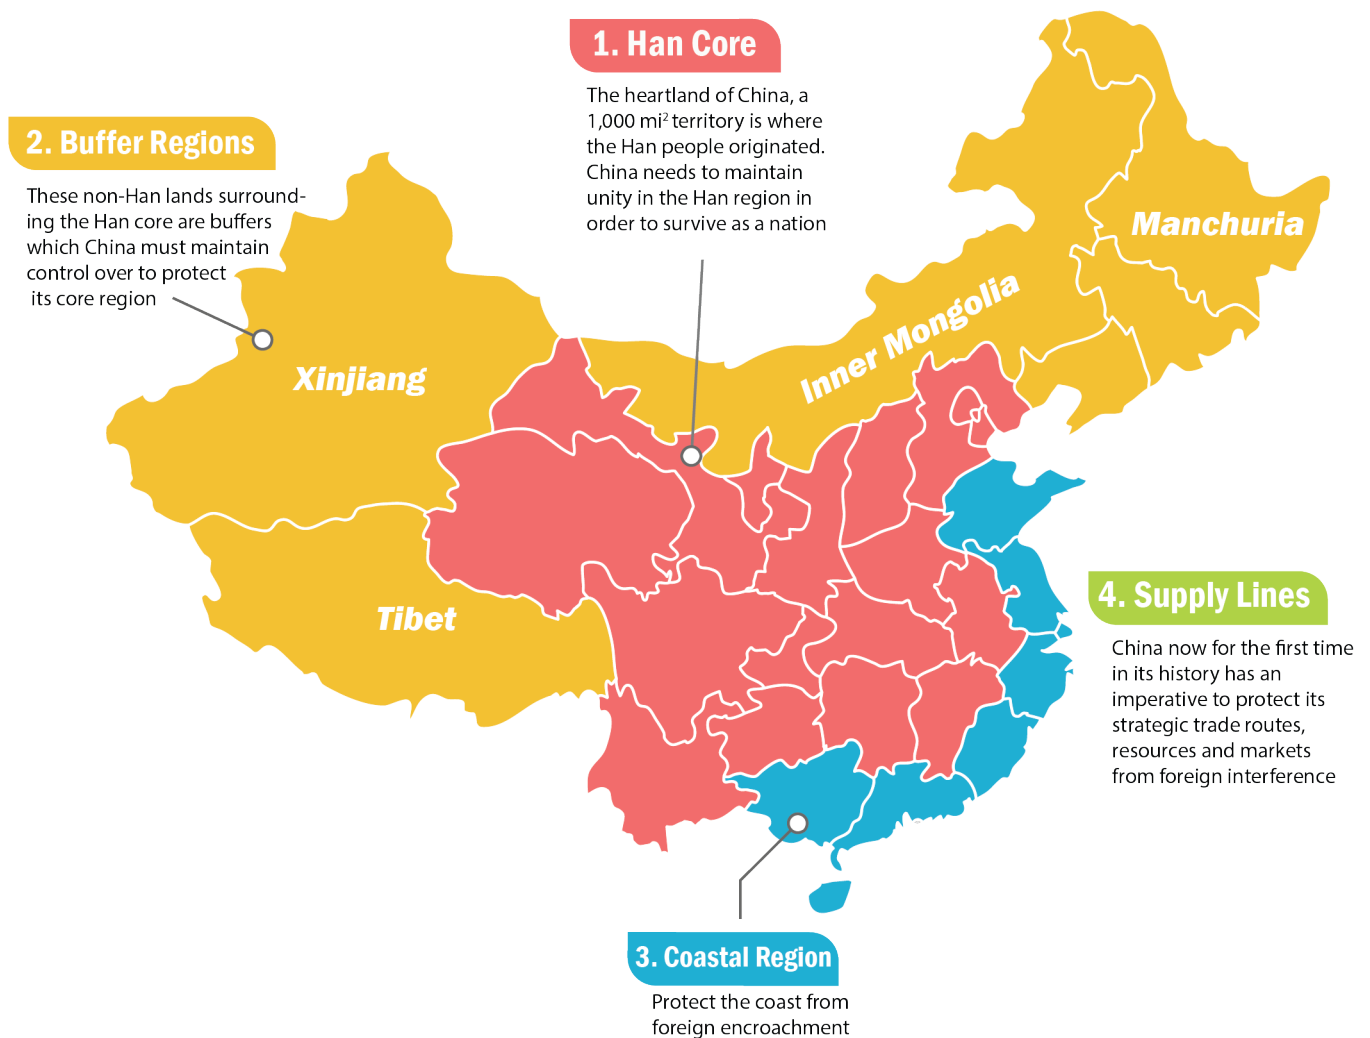 1. Han Core
The heartland of China, a
1,000 mi² territory is where
the Han people originated.
China needs to maintain
unity in the Han region in
order to survive as a nation
2. Buffer Regions
These non-Han lands surround-
ing the Han core are buffers
which China must maintain
control over to protect
its core region
Manchuria
Inner Mongolia
Xinjiang
Tibet
4. Supply Lines
China now for the first time
in its history has an
imperative to protect its
strategic trade routes,
resources and markets
from foreign interference
3. Coastal Region
Protect the coast from
foreign encroachment